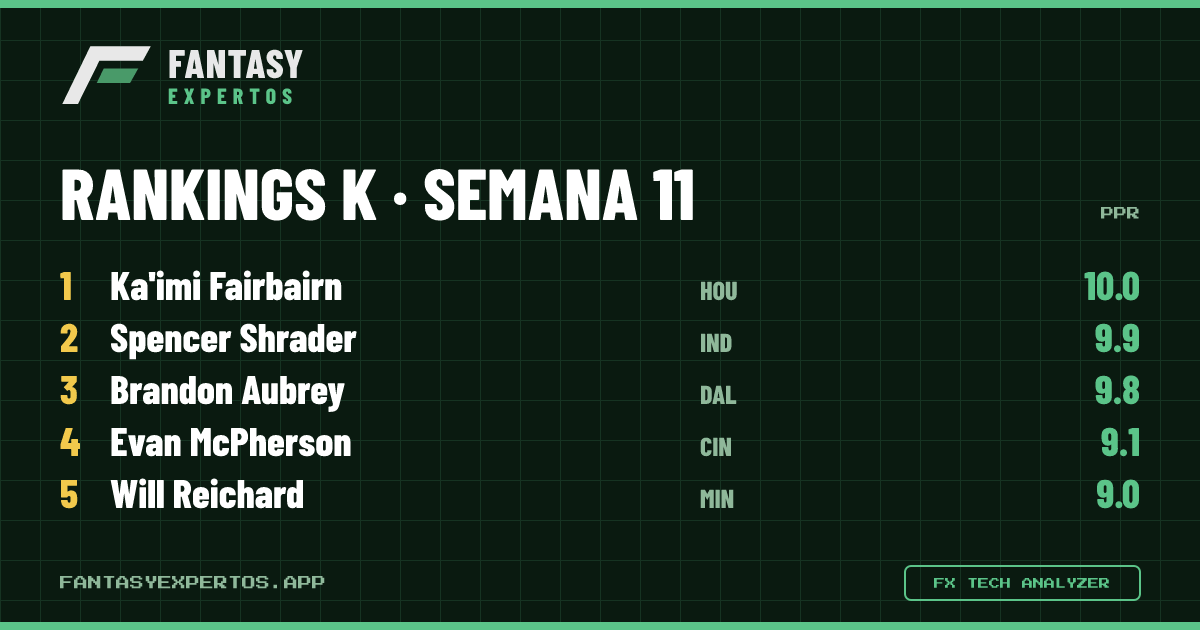 FANTASY
EXPERTOS
RANKINGS K · SEMANA 11
PPR
1 Ka'imi Fairbairn HOU 10.0
2 Spencer Shrader IND 9.9
3 Brandon Aubrey DAL 9.8
4 Evan McPherson CIN 9.1
5 Will Reichard MIN 9.0
FANTASYEXPERTOS.APP
FX TECH ANALYZER